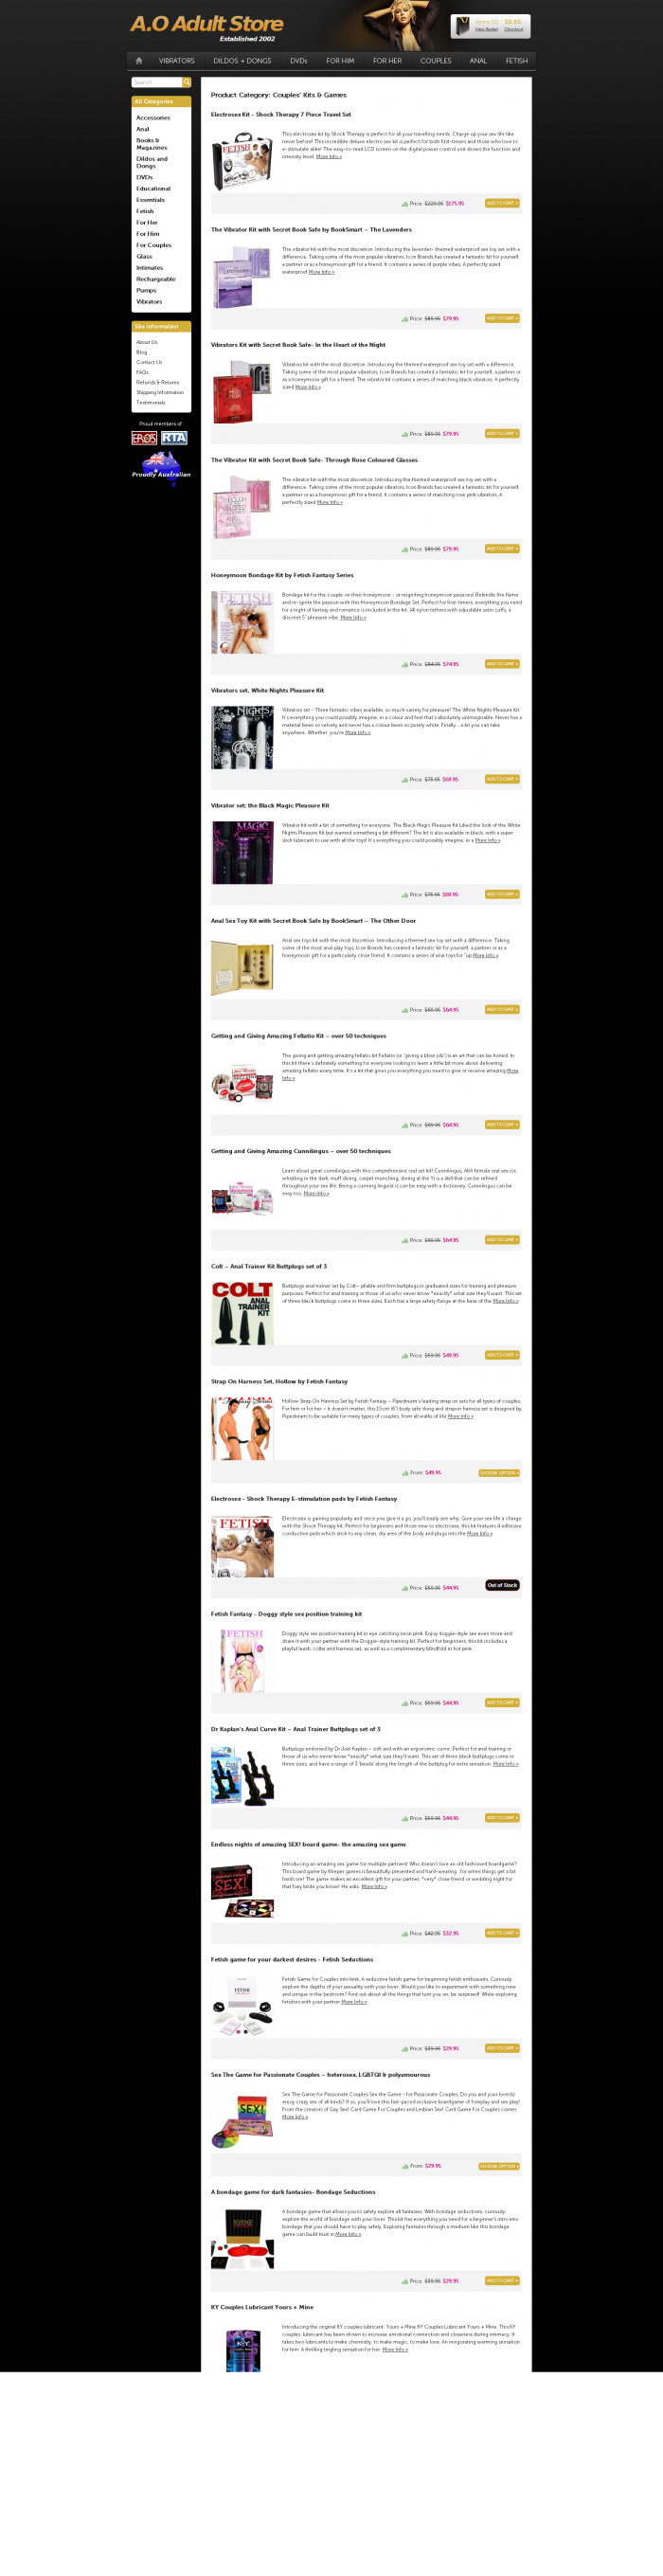 A.O Adult Store
Established 2002
Items (0) $0.00
View Basket Checkout
VIBRATORS DILDOS + DONGS DVDs FOR HIM FOR HER COUPLES ANAL FETISH
Search
All Categories
Accessories
Anal
Books &
Magazines
Dildos and
Dongs
DVDs
Educational
Essentials
Fetish
For Her
For Him
For Couples
Glass
Intimates
Rechargeable
Pumps
Vibrators
Site Information
About Us
Blog
Contact Us
FAQs
Refunds & Returns
Shipping Information
Testimonials
Proud members of:
EROS RTA
Proudly Australian
Product Category: Couples' Kits & Games
Electrosex Kit - Shock Therapy 7 Piece Travel Set
This electrosex kit by Shock Therapy is perfect for all your travelling needs. Charge up your sex life like
never before! This incredible deluxe electro sex kit is perfect for both first-timers and those who love to
e-stimulate alike! The easy-to-read LCD screen on the digital power control unit shows the function and
intensity level. More Info »
Price: $229.95 $175.95 ADD TO CART »
The Vibrator Kit with Secret Book Safe by BookSmart – The Lavenders
The vibrator kit with the most discretion. Introducing the lavender- themed waterproof sex toy set with a
difference. Taking some of the most popular vibrators, Icon Brands has created a fantastic kit for yourself,
a partner or as a honeymoon gift for a friend. It contains a series of purple vibes. A perfectly sized
waterproof More Info »
Price: $89.95 $79.95 ADD TO CART »
Vibrators Kit with Secret Book Safe- In the Heart of the Night
Vibrators kit with the most discretion. Introducing the themed waterproof sex toy set with a difference.
Taking some of the most popular vibrators, Icon Brands has created a fantastic kit for yourself, a partner or
as a honeymoon gift for a friend. The vibrator kit contains a series of matching black vibrators. A perfectly
sized More Info »
Price: $89.95 $79.95 ADD TO CART »
The Vibrator Kit with Secret Book Safe- Through Rose Coloured Glasses
The vibrator kit with the most discretion. Introducing the themed waterproof sex toy set with a
difference. Taking some of the most popular vibrators, Icon Brands has created a fantastic kit for yourself,
a partner or as a honeymoon gift for a friend. It contains a series of matching rose pink vibrators. A
perfectly sized More Info »
Price: $89.95 $79.95 ADD TO CART »
Honeymoon Bondage Kit by Fetish Fantasy Series
Bondage kit for the couple on their honeymoon - or reigniting honeymoon passions! Rekindle the flame
and re-ignite the passion with this Honeymoon Bondage Set. Perfect for first-timers, everything you need
for a night of fantasy and romance is included in the kit. (4) nylon tethers with adjustable satin cuffs, a
discreet 5" pleasure vibe, More Info »
Price: $84.95 $74.95 ADD TO CART »
Vibrators set, White Nights Pleasure Kit
Vibrators set - Three fantastic vibes available, so much variety for pleasure! The White Nights Pleasure Kit
It's everything you could possibly imagine, in a colour and feel that's absolutely unimaginable. Never has a
material been so velvety and never has a colour been so purely white. Finally... a kit you can take
anywhere. Whether you're More Info »
Price: $78.95 $69.95 ADD TO CART »
Vibrator set; the Black Magic Pleasure Kit
Vibrator kit with a bit of something for everyone. The Black Magic Pleasure Kit Liked the look of the White
Nights Pleasure Kit but wanted something a bit different? The kit is also available in black, with a super
slick lubricant to use with all the toys! It's everything you could possibly imagine, in a More Info »
Price: $78.95 $69.95 ADD TO CART »
Anal Sex Toy Kit with Secret Book Safe by BookSmart – The Other Door
Anal sex toys kit with the most discretion. Introducing a themed sex toy set with a difference. Taking
some of the most anal play toys, Icon Brands has created a fantastic kit for yourself, a partner or as a
honeymoon gift for a particularly close friend. It contains a series of anal toys for "up More Info »
Price: $69.95 $64.95 ADD TO CART »
Getting and Giving Amazing Fellatio Kit – over 50 techniques
The giving and getting amazing fellatio kit Fellatio (or "giving a blow job") is an art that can be honed. In
this kit there's definitely something for everyone looking to learn a little bit more about delivering
amazing fellatio every time. It's a kit that gives you everything you need to give or receive amazing More
Info »
Price: $69.95 $64.95 ADD TO CART »
Getting and Giving Amazing Cunnilingus – over 50 techniques
Learn about great cunnilingus with this comprehensive oral set kit! Cunnilingus, AKA female oral sex (or,
whistling in the dark, muff diving, carpet munching, dining at the Y) is a skill that can be refined
throughout your sex life. Being a cunning linguist is can be easy with a dictionary. Cunnilingus can be
easy too, More Info »
Price: $69.95 $64.95 ADD TO CART »
Colt – Anal Trainer Kit Buttplugs set of 3
Buttplugs anal trainer set by Colt– pliable and firm buttplugs in graduated sizes for training and pleasure
purposes. Perfect for anal training or those of us who never know *exactly* what size they'll want. This set
of three black buttplugs come in three sizes. Each has a large safety flange at the base of the More Info »
Price: $59.95 $49.95 ADD TO CART »
Strap On Harness Set, Hollow by Fetish Fantasy
Hollow Strap On Harness Set by Fetish Fantasy – Pipedream's leading strap on sets for all types of couples.
For him or for her – it doesn't matter, this 15cm (6") body safe dong and strapon harness set is designed by
Pipedream to be suitable for many types of couples, from all walks of life More Info »
From: $49.95 CHOOSE OPTION »
Electrosex - Shock Therapy E-stimulation pads by Fetish Fantasy
Electrosex is gaining popularity and once you give it a go, you'll easily see why. Give your sex life a charge
with the Shock Therapy kit. Perfect for beginners and those new to electrosex, this kit features 4 adhesive
conductive pads which stick to any clean, dry area of the body and plugs into the More Info »
Price: $59.95 $44.95 Out of Stock
Fetish Fantasy - Doggy style sex position training kit
Doggy style sex position training kit in eye catching neon pink. Enjoy doggie-style sex even more and
share it with your partner with the Doggie-style training kit. Perfect for beginners, this kit includes a
playful leash, collar and harness set, as well as a complimentary blindfold in hot pink.
Price: $59.95 $44.95 ADD TO CART »
Dr Kaplan's Anal Curve Kit – Anal Trainer Buttplugs set of 3
Buttplugs endorsed by Dr Joel Kaplan – soft and with an ergonomic curve. Perfect for anal training or
those of us who never know *exactly* what size they'll want. This set of three black buttplugs come in
three sizes, and have a range of 3 'beads' along the length of the buttplug for extra sensation. More Info »
Price: $53.95 $44.95 ADD TO CART »
Endless nights of amazing SEX! board game- the amazing sex game
Introducing an amazing sex game for multiple partners! Who doesn't love an old fashioned boardgame?
This board game by Kheper games is beautifully presented and hard-wearing...for when things get a bit
hardcore! The game makes an excellent gift for your partner, *very* close friend or wedding night for
that foxy bride you know! He asks: More Info »
Price: $42.95 $32.95 ADD TO CART »
Fetish game for your darkest desires - Fetish Seductions
Fetish Game for Couples into kink. A seductive fetish game for beginning fetish enthusiasts. Curiously
explore the depths of your sexuality with your lover. Would you like to experiment with something new
and unique in the bedroom? Find out about all the things that turn you on, be surprised! While exploring
fetishes with your partner More Info »
Price: $39.95 $29.95 ADD TO CART »
Sex The Game for Passionate Couples – heterosex, LGBTQI & polyamourous
Sex The Game for Passionate Couples Sex the Game - for Passionate Couples. Do you and your lover(s)
enjoy crazy sex of all kinds? If so, you'll love this fast-paced inclusive boardgame of foreplay and sex play!
From the creators of Gay Sex! Card Game For Couples and Lesbian Sex! Card Game For Couples comes
More Info »
From: $29.95 CHOOSE OPTION »
A bondage game for dark fantasies- Bondage Seductions
A bondage game that allows you to safely explore all fantasies. With bondage seductions, curiously
explore the world of bondage with your lover. This kit has everything you need for a beginner's intro into
bondage that you should have to play safely. Exploring fantasies through a medium like this bondage
game can build trust in More Info »
Price: $39.95 $29.95 ADD TO CART »
KY Couples Lubricant Yours + Mine
Introducing the original KY couples lubricant. Yours + Mine KY Couples Lubricant Yours + Mine. This KY
couples' lubricant has been shown to increase emotional connection and closeness during intimacy. It
takes two lubricants to make chemistry, to make magic, to make love. An invigorating warming sensation
for him. A thrilling tingling sensation for her. More Info »